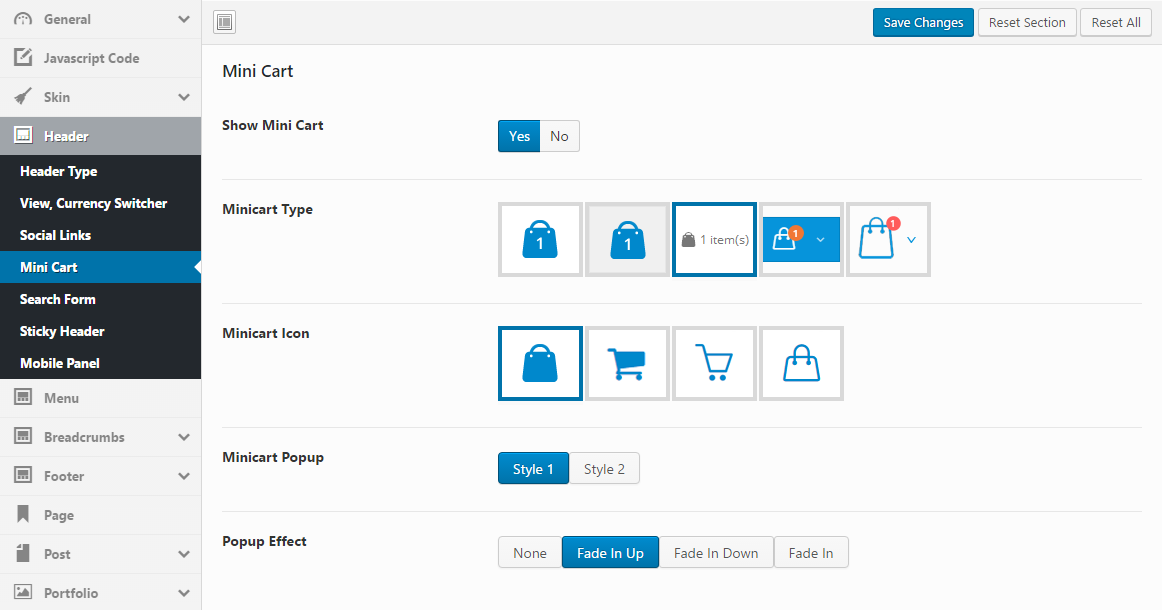 General
Javascript Code
Skin
Header
Header Type
View, Currency Switcher
Social Links
Mini Cart
Search Form
Sticky Header
Mobile Panel
Menu
Breadcrumbs
Footer
Page
Post
Portfolio
Save Changes
Reset Section
Reset All
Mini Cart
Show Mini Cart
Yes
No
Minicart Type
1
1
1 item(s)
1
1
Minicart Icon
Minicart Popup
Style 1
Style 2
Popup Effect
None
Fade In Up
Fade In Down
Fade In